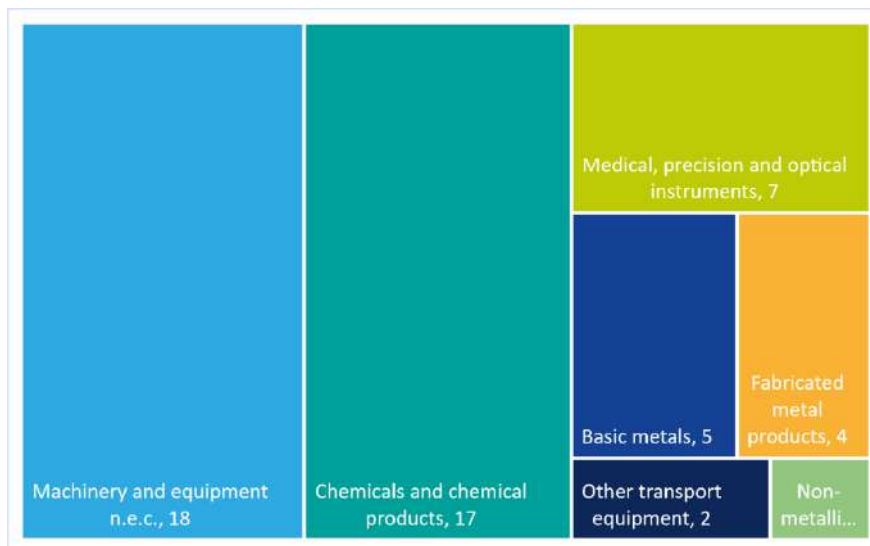 Medical, precision and optical
instruments, 7
Fabricated
metal
products, 4
Basic metals, 5
Machinery and equipment
n.e.c., 18
Chemicals and chemical
products, 17
Other transport
equipment, 2
Non-
metalli...